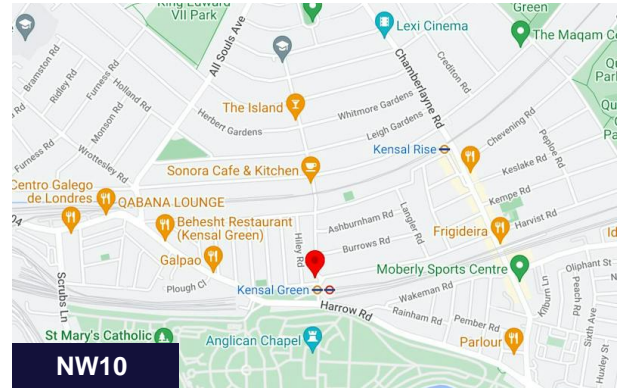 King Edward
VII Park
Green
Lexi Cinema
The Maqam
All Souls Ave
Crediton Rd
Chamberlayne Rd
Bramston Rd
Ridley Rd
Furness Rd
Holland Rd
Monson Rd
The Island
Whitmore Gardens
Herbert Gardens
Leigh Gardens
Chevening Rd
Peploe Rd
Kensal Rise
Furness Rd
Wrottesley Rd
Sonora Cafe & Kitchen
Keslake Rd
Kempe Rd
Centro Galego
de Londres
QABANA LOUNGE
Langler Rd
Harvist Rd
Behesht Restaurant
(Kensal Green)
Ashburnham Rd
Frigideira
Hiley Rd
Burrows Rd
Galpao
Moberly Sports Centre
Oliphant St
Scrubs Ln
Plough Cl
Kensal Green
Wakeman Rd
Kilburn Ln
Peach Rd
Sixth Ave
Harrow Rd
Rainham Rd
Pember Rd
Huxley St
St Mary's Catholic
Anglican Chapel
Parlour
NW10